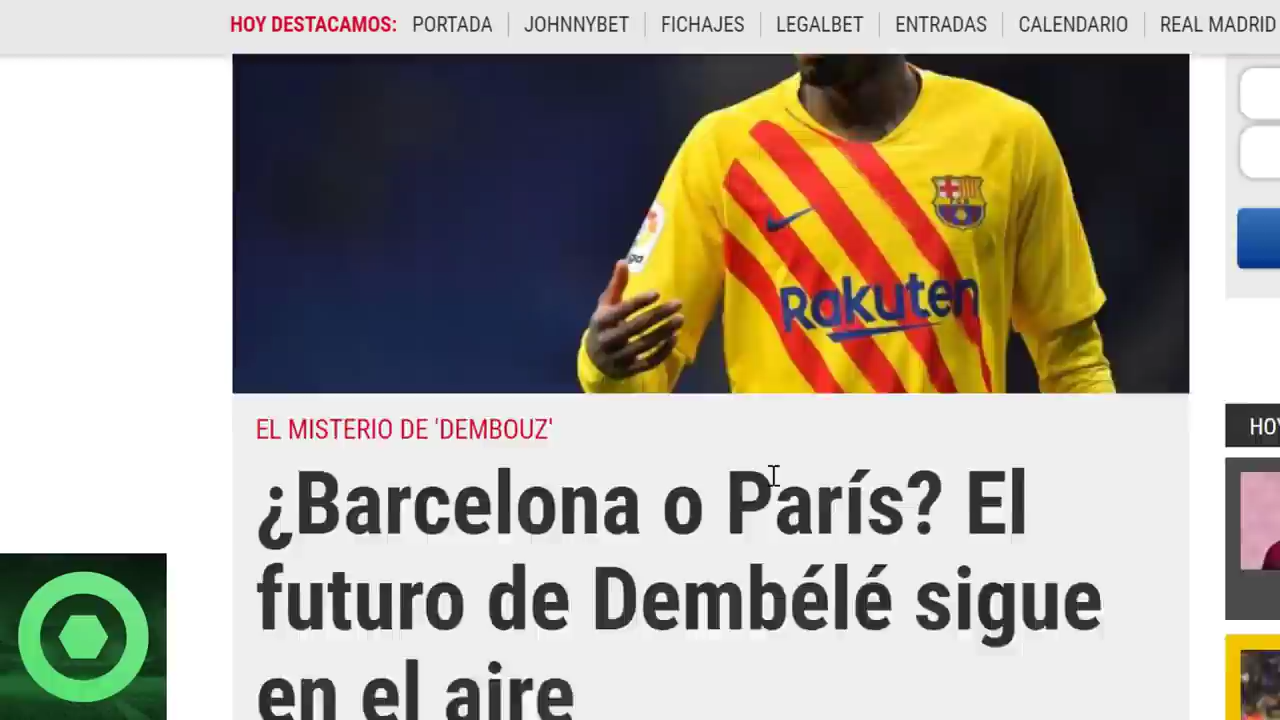 HOY DESTACAMOS: PORTADA JOHNNYBET FICHAJES LEGALBET ENTRADAS CALENDARIO REAL MADRID
Rakuten
EL MISTERIO DE 'DEMBOUZ'
¿Barcelona o París? El
futuro de Dembélé sigue
en el aire